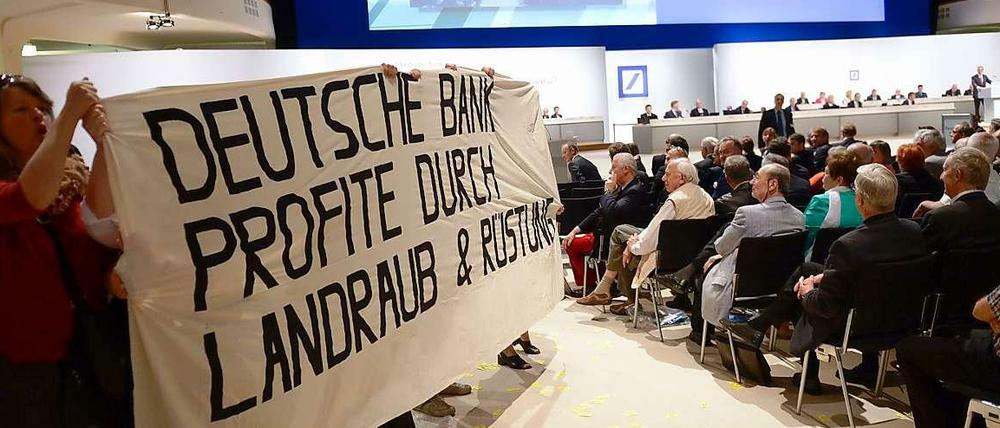 DEUTSCHE BANK
PROFITE DURCH
LANDRAUB & RÜSTUNG